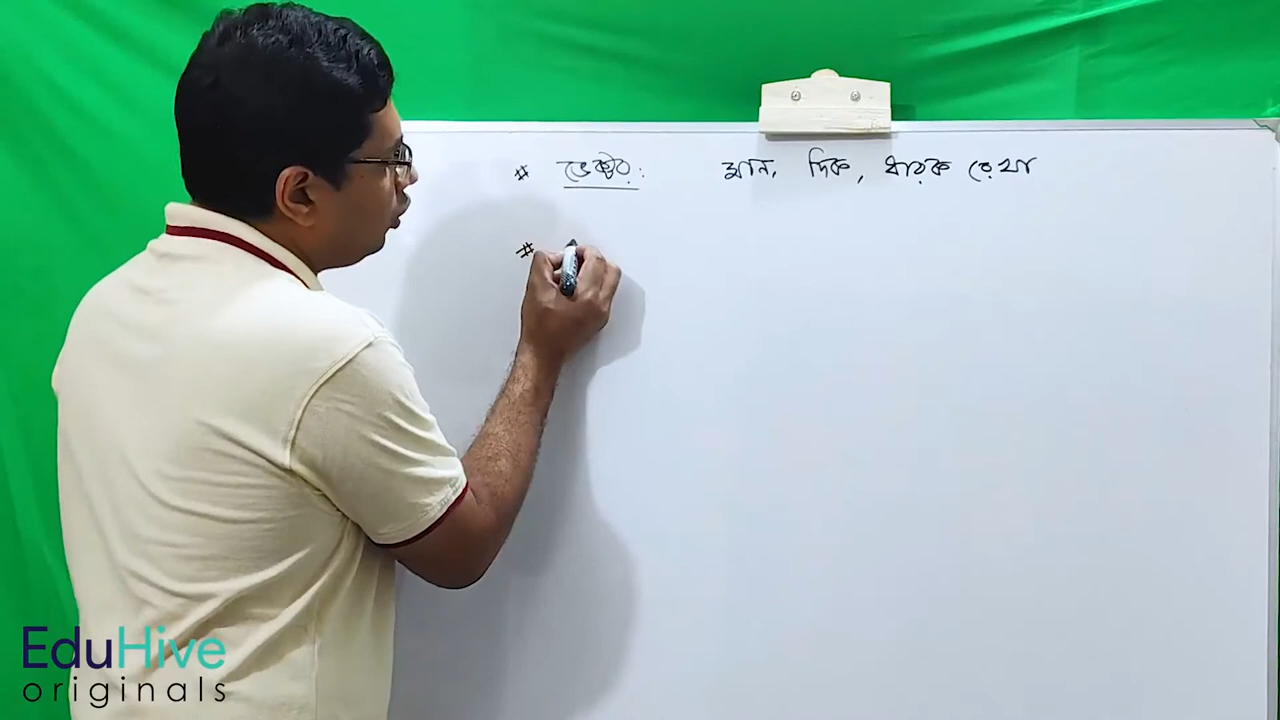 # ভেক্টর: মান, দিক, ধারক রেখা
#
EduHive
originals